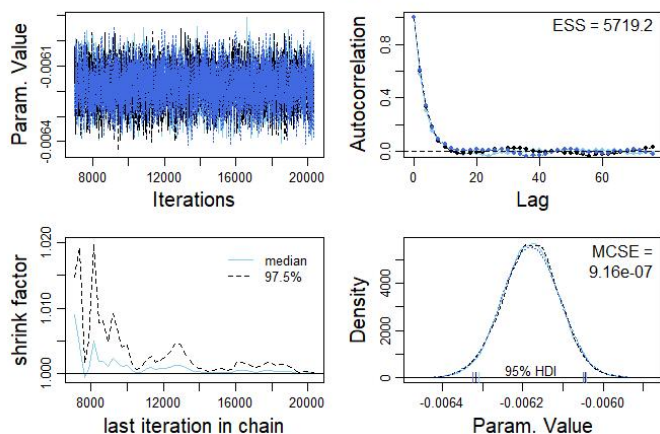 Param. Value
-0.0061
-0.0064
8000 12000 16000 20000
Iterations
Autocorrelation
0.8
0.4
0.0
ESS = 5719.2
0 20 40 60
Lag
shrink factor
1.020
1.010
1.000
median
97.5%
8000 12000 16000 20000
last iteration in chain
Density
4000
2000
0
MCSE =
9.16e-07
95% HDI
-0.0064 -0.0062 -0.0060
Param. Value